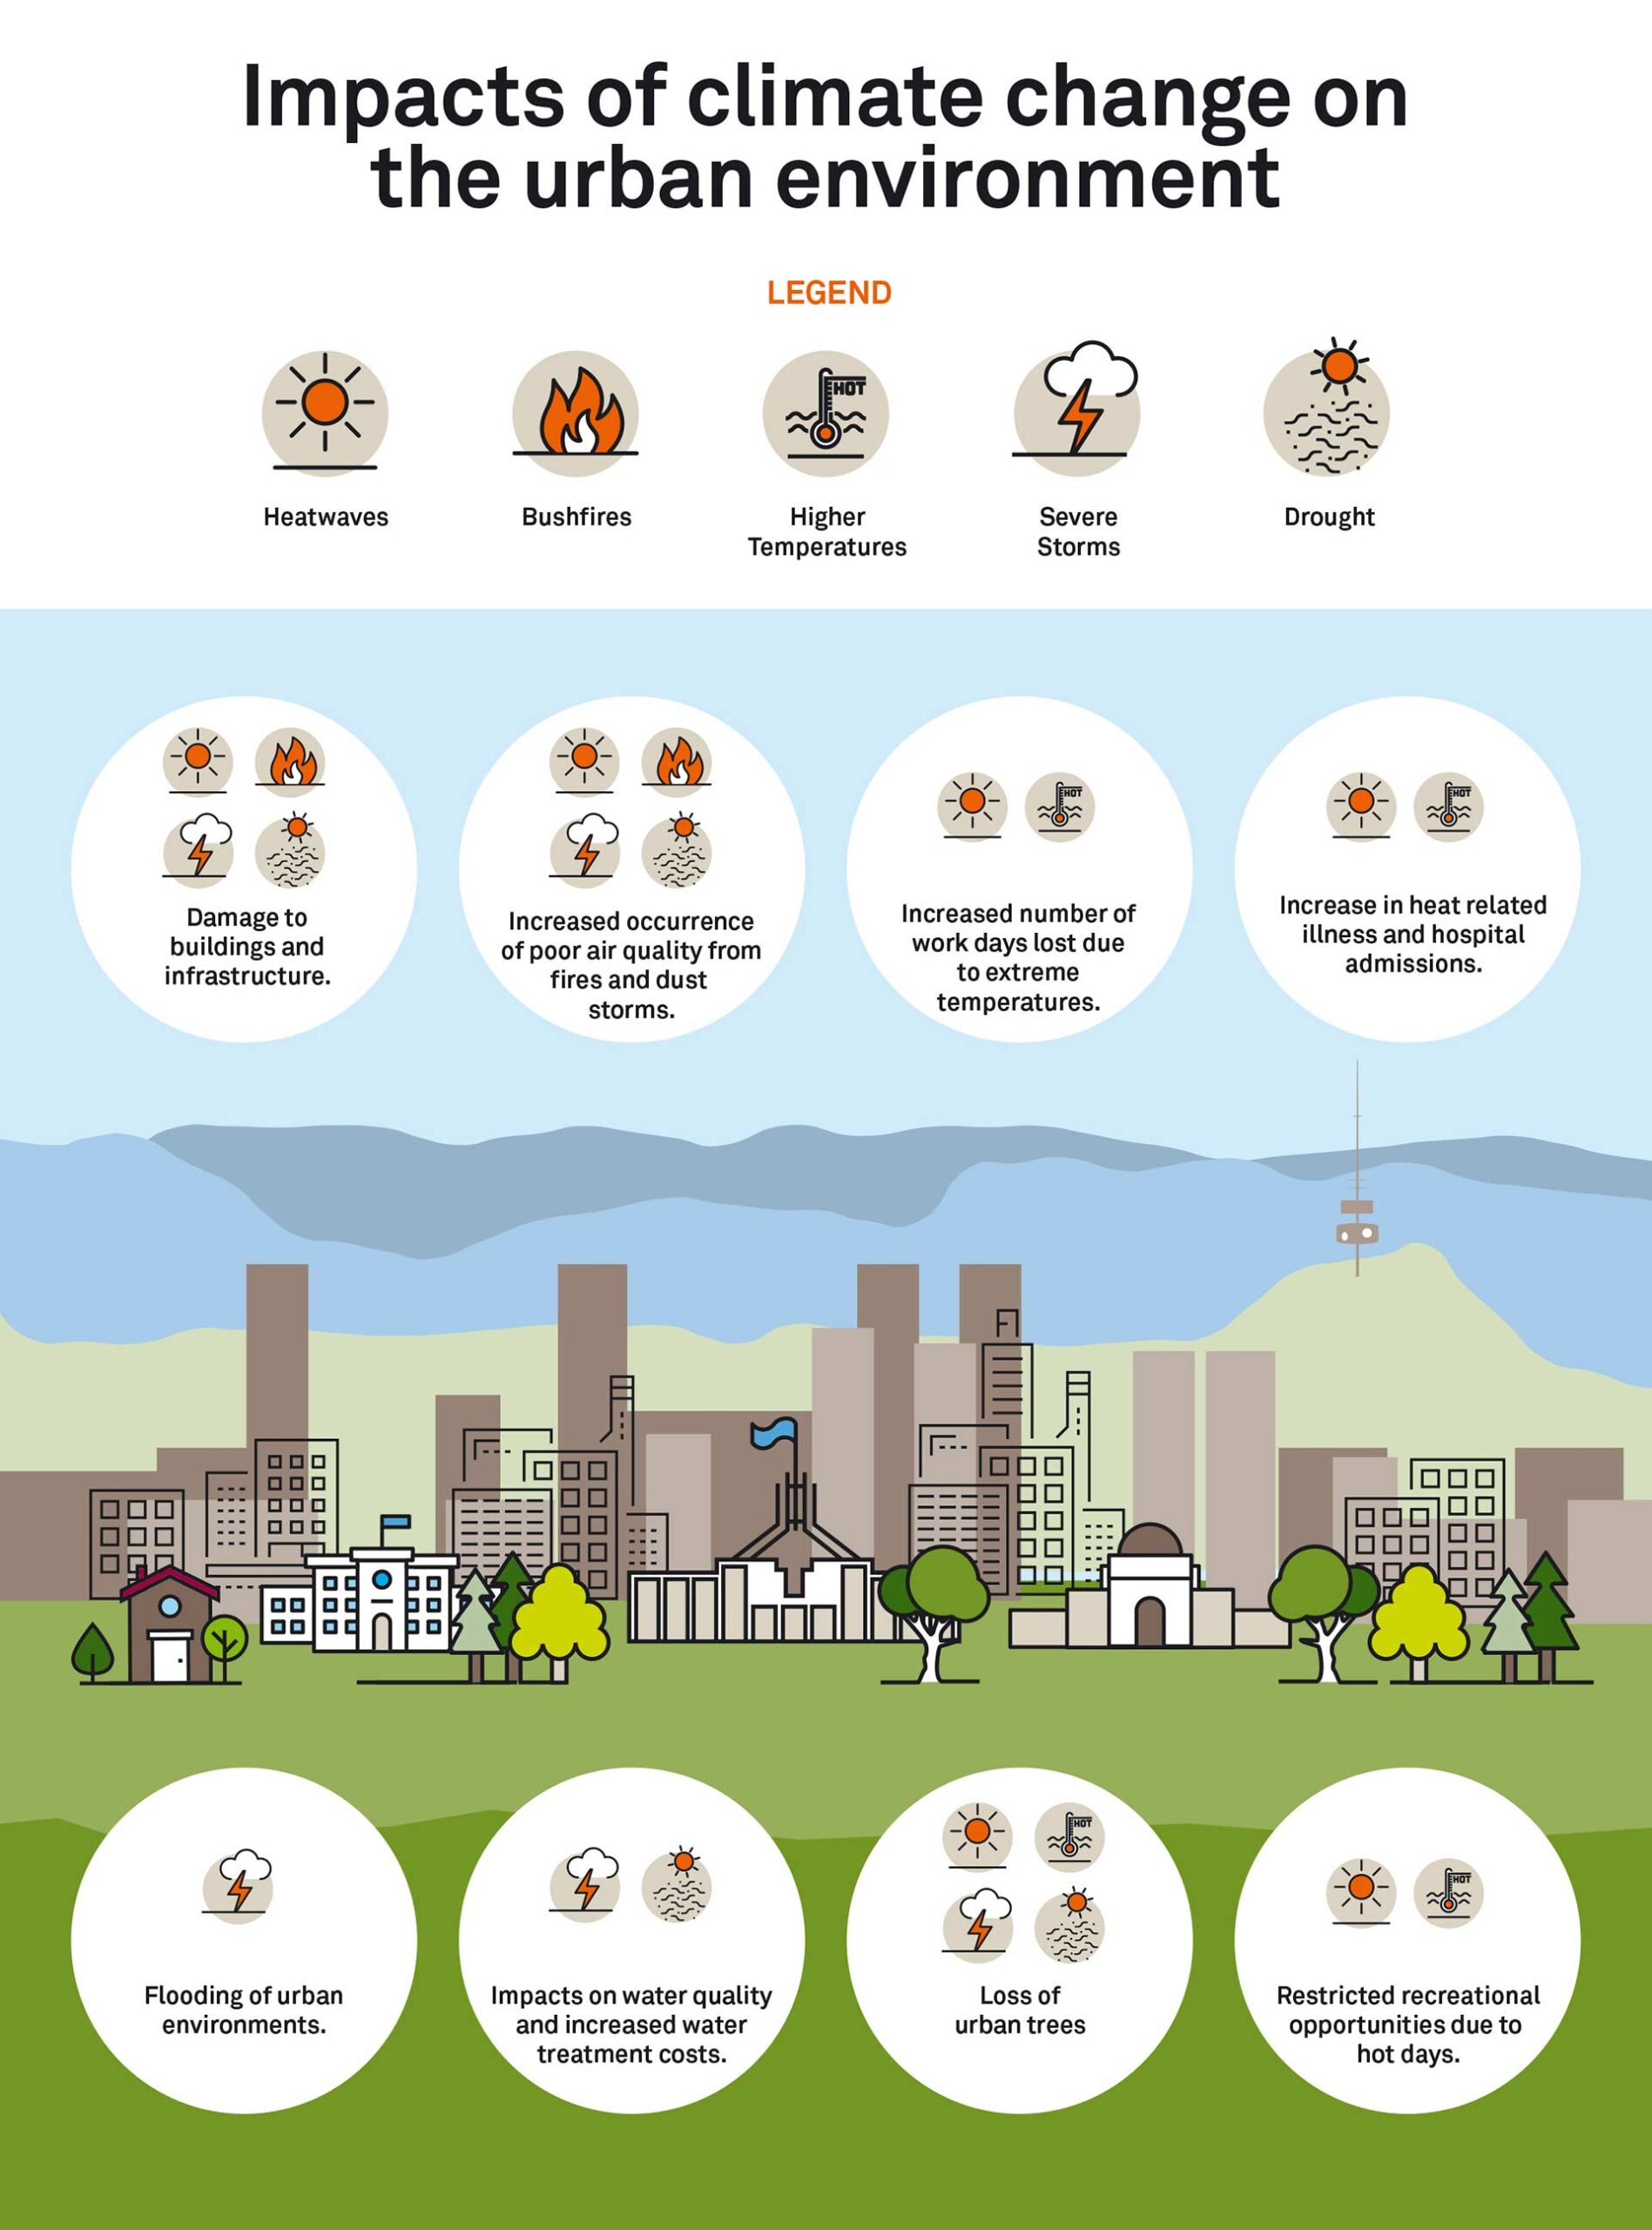 Impacts of climate change on
the urban environment
LEGEND
HOT
Heatwaves
Bushfires
Higher
Temperatures
Severe
Storms
Drought
HOT
HOT
Damage to
buildings and
infrastructure.
Increased occurrence
of poor air quality from
fires and dust
storms.
Increased number of
work days lost due
to extreme
temperatures.
Increase in heat related
illness and hospital
admissions.
HOT
HOT
Flooding of urban
environments.
Impacts on water quality
and increased water
treatment costs.
Loss of
urban trees
Restricted recreational
opportunities due to
hot days.